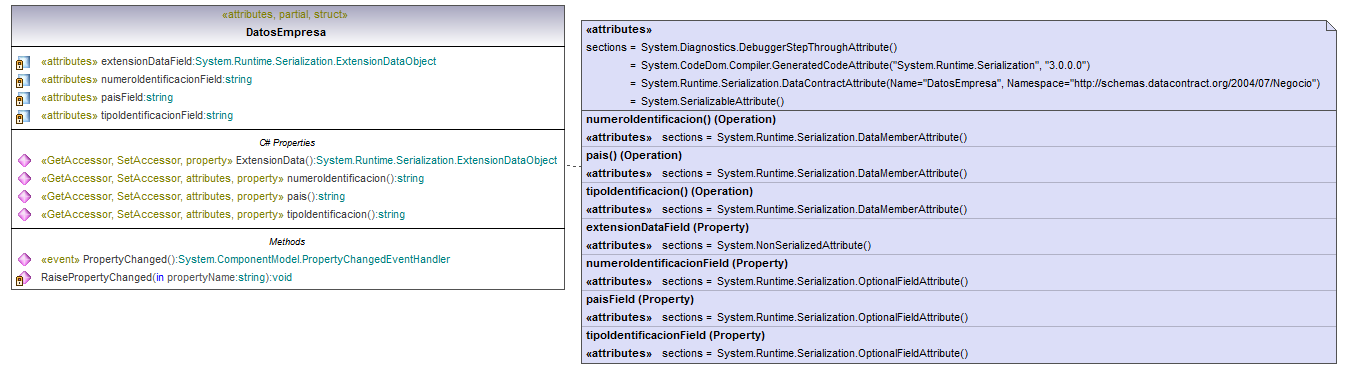 «attributes, partial, struct»
DatosEmpresa
«attributes» extensionDataField:System.Runtime.Serialization.ExtensionDataObject
«attributes» numeroIdentificacionField:string
«attributes» paisField:string
«attributes» tipoIdentificacionField:string
C# Properties
«GetAccessor, SetAccessor, property» ExtensionData():System.Runtime.Serialization.ExtensionDataObject
«GetAccessor, SetAccessor, attributes, property» numeroIdentificacion():string
«GetAccessor, SetAccessor, attributes, property» pais():string
«GetAccessor, SetAccessor, attributes, property» tipoIdentificacion():string
Methods
«event» PropertyChanged():System.ComponentModel.PropertyChangedEventHandler
RaisePropertyChanged(in propertyName:string):void
«attributes»
sections = System.Diagnostics.DebuggerStepThroughAttribute()
= System.CodeDom.Compiler.GeneratedCodeAttribute("System.Runtime.Serialization", "3.0.0.0")
= System.Runtime.Serialization.DataContractAttribute(Name="DatosEmpresa", Namespace="http://schemas.datacontract.org/2004/07/Negocio")
= System.SerializableAttribute()
numeroIdentificacion() (Operation)
«attributes» sections = System.Runtime.Serialization.DataMemberAttribute()
pais() (Operation)
«attributes» sections = System.Runtime.Serialization.DataMemberAttribute()
tipoIdentificacion() (Operation)
«attributes» sections = System.Runtime.Serialization.DataMemberAttribute()
extensionDataField (Property)
«attributes» sections = System.NonSerializedAttribute()
numeroIdentificacionField (Property)
«attributes» sections = System.Runtime.Serialization.OptionalFieldAttribute()
paisField (Property)
«attributes» sections = System.Runtime.Serialization.OptionalFieldAttribute()
tipoIdentificacionField (Property)
«attributes» sections = System.Runtime.Serialization.OptionalFieldAttribute()